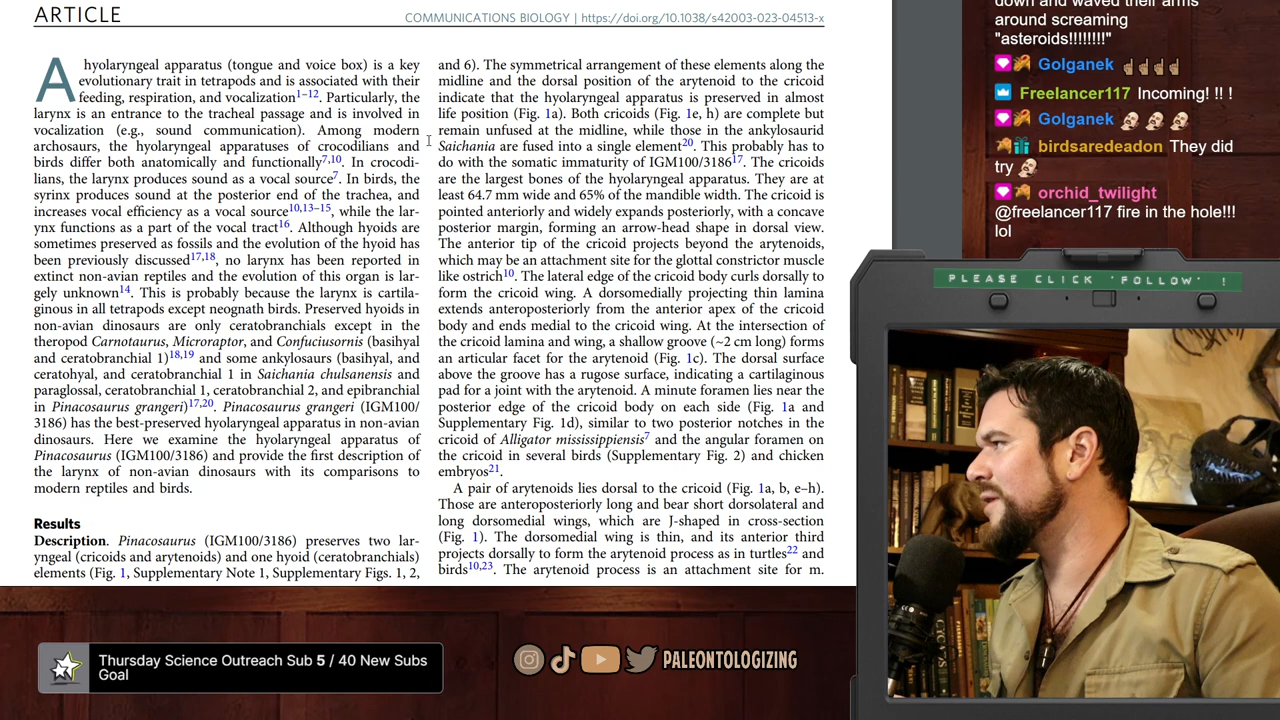 ARTICLE
COMMUNICATIONS BIOLOGY | https://doi.org/10.1038/s42003-023-04513-x
A hyolaryngeal apparatus (tongue and voice box) is a key
evolutionary trait in tetrapods and is associated with their
feeding, respiration, and vocalization1–12. Particularly, the
larynx is an entrance to the tracheal passage and is involved in
vocalization (e.g., sound communication). Among modern
archosaurs, the hyolaryngeal apparatuses of crocodilians and
birds differ both anatomically and functionally7,10. In crocodi-
lians, the larynx produces sound as a vocal source7. In birds, the
syrinx produces sound at the posterior end of the trachea, and
increases vocal efficiency as a vocal source10,13–15, while the lar-
ynx functions as a part of the vocal tract16. Although hyoids are
sometimes preserved as fossils and the evolution of the hyoid has
been previously discussed17,18, no larynx has been reported in
extinct non-avian reptiles and the evolution of this organ is lar-
gely unknown14. This is probably because the larynx is cartila-
ginous in all tetrapods except neognath birds. Preserved hyoids in
non-avian dinosaurs are only ceratobranchials except in the
theropod Carnotaurus, Microraptor, and Confuciusornis (basihyal
and ceratobranchial 1)18,19 and some ankylosaurs (basihyal, and
ceratohyal, and ceratobranchial 1 in Saichania chulsanensis and
paraglossal, ceratobranchial 1, ceratobranchial 2, and epibranchial
in Pinacosaurus grangeri)17,20. Pinacosaurus grangeri (IGM100/
3186) has the best-preserved hyolaryngeal apparatus in non-avian
dinosaurs. Here we examine the hyolaryngeal apparatus of
Pinacosaurus (IGM100/3186) and provide the first description of
the larynx of non-avian dinosaurs with its comparisons to
modern reptiles and birds.
Results
Description. Pinacosaurus (IGM100/3186) preserves two lar-
yngeal (cricoids and arytenoids) and one hyoid (ceratobranchials)
elements (Fig. 1, Supplementary Note 1, Supplementary Figs. 1, 2,
and 6). The symmetrical arrangement of these elements along the
midline and the dorsal position of the arytenoid to the cricoid
indicate that the hyolaryngeal apparatus is preserved in almost
life position (Fig. 1a). Both cricoids (Fig. 1e, h) are complete but
remain unfused at the midline, while those in the ankylosaurid
Saichania are fused into a single element20. This probably has to
do with the somatic immaturity of IGM100/318617. The cricoids
are the largest bones of the hyolaryngeal apparatus. They are at
least 64.7 mm wide and 65% of the mandible width. The cricoid is
pointed anteriorly and widely expands posteriorly, with a concave
posterior margin, forming an arrow-head shape in dorsal view.
The anterior tip of the cricoid projects beyond the arytenoids,
which may be an attachment site for the glottal constrictor muscle
like ostrich10. The lateral edge of the cricoid body curls dorsally to
form the cricoid wing. A dorsomedially projecting thin lamina
extends anteroposteriorly from the anterior apex of the cricoid
body and ends medial to the cricoid wing. At the intersection of
the cricoid lamina and wing, a shallow groove (~2 cm long) forms
an articular facet for the arytenoid (Fig. 1c). The dorsal surface
above the groove has a rugose surface, indicating a cartilaginous
pad for a joint with the arytenoid. A minute foramen lies near the
posterior edge of the cricoid body on each side (Fig. 1a and
Supplementary Fig. 1d), similar to two posterior notches in the
cricoid of Alligator mississippiensis7 and the angular foramen on
the cricoid in several birds (Supplementary Fig. 2) and chicken
embryos21.
A pair of arytenoids lies dorsal to the cricoid (Fig. 1a, b, e–h).
Those are anteroposteriorly long and bear short dorsolateral and
long dorsomedial wings, which are J-shaped in cross-section
(Fig. 1). The dorsomedial wing is thin, and its anterior third
projects dorsally to form the arytenoid process as in turtles22 and
birds10,23. The arytenoid process is an attachment site for m.
down and waved their arms
around screaming
"asteroids!!!!!!!!"
Golganek
Freelancer117 Incoming! !! !
Golganek
birdsaredeadon They did
try
orchid_twilight
@freelancer117 fire in the hole!!!
lol
PLEASE CLICK 'FOLLOW' !
Thursday Science Outreach Sub 5 / 40 New Subs
Goal
PALEONTOLOGIZING